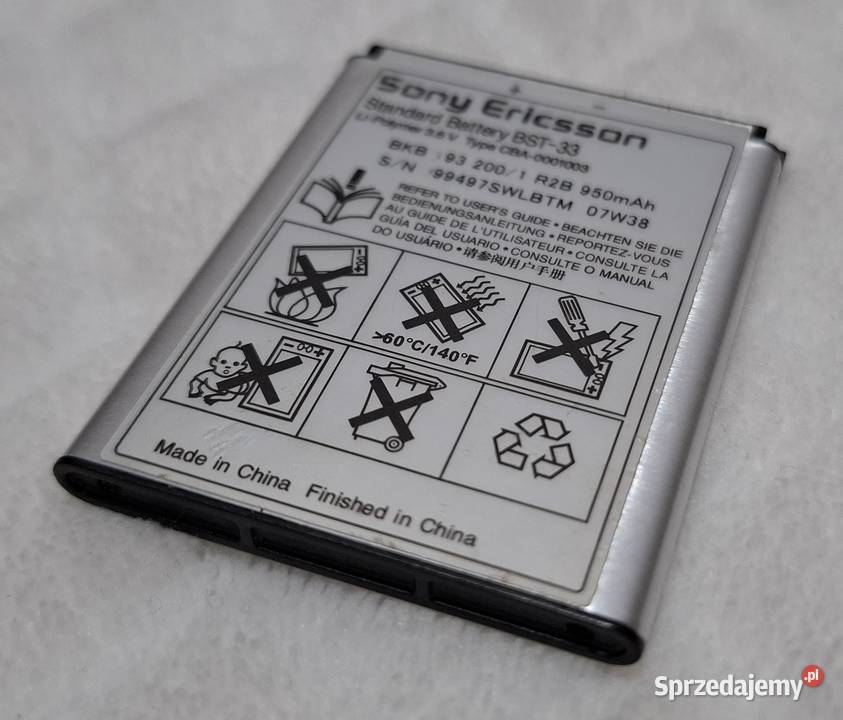 + −
Sony Ericsson
Standard Battery BST-33
Li-Polymer 3.6 V Type CBA-0001003
BKB 193 200/1 R2B 950mAh
S/N 99497SWLBTM 07W38
REFER TO USER'S GUIDE • BEACHTEN SIE DIE
BEDIENUNGSANLEITUNG • REPORTEZ-VOUS
AU GUIDE DE L'UTILISATEUR • CONSULTE LA
GUÍA DEL USUARIO • CONSULTE O MANUAL
DO USUÁRIO • 请参阅用户手册
>60°C/140°F
Made in China Finished in China
Sprzedajemy.pl